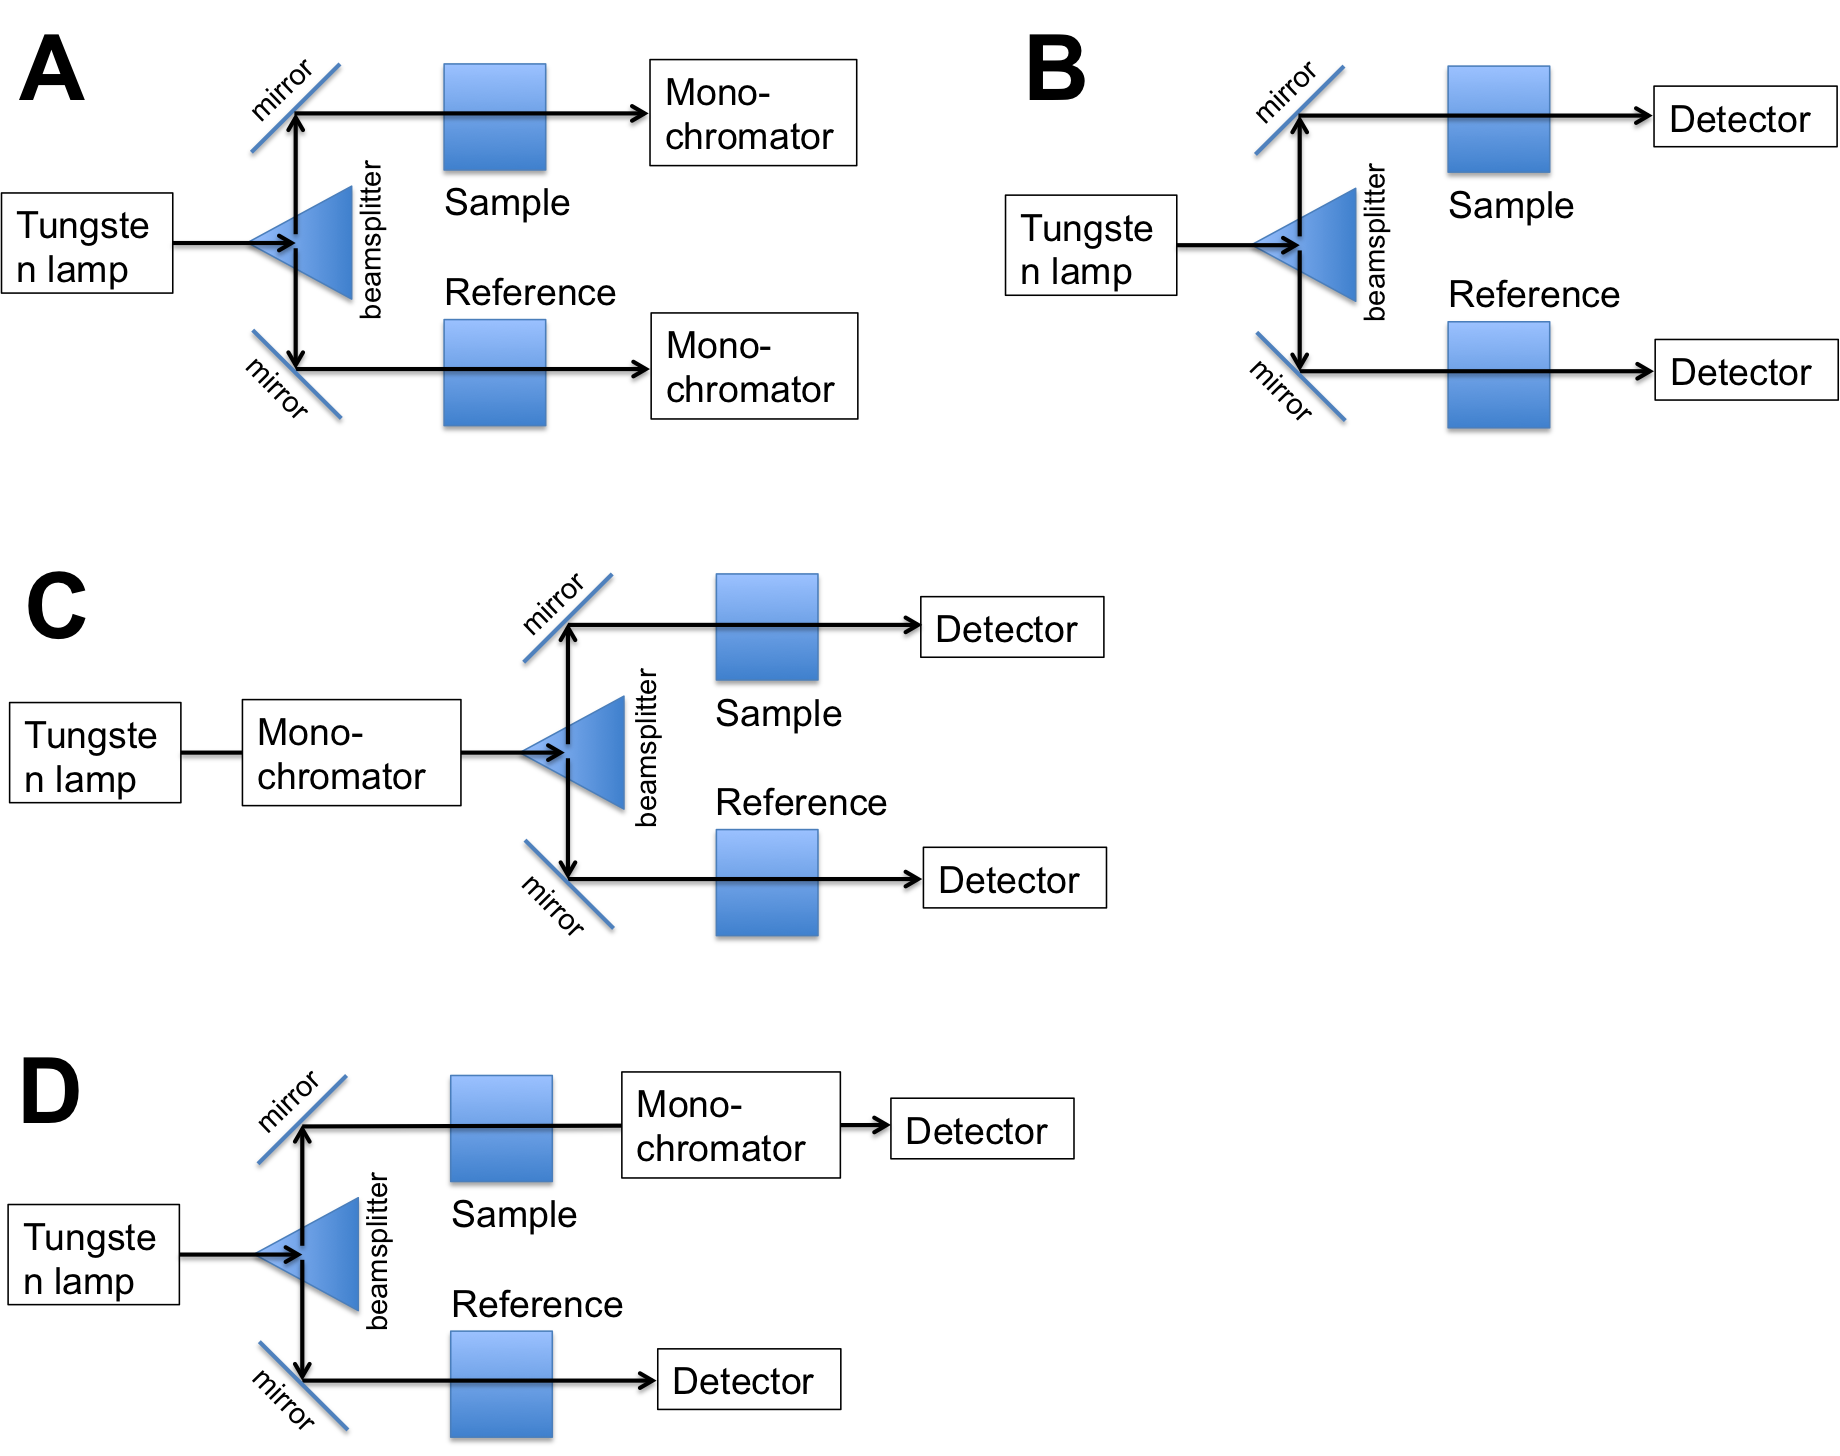 A
mirror
Mono-
chromator
Sample
Tungste
n lamp
beamsplitter
Reference
mirror
Mono-
chromator
B
mirror
Detector
Sample
Tungste
n lamp
beamsplitter
Reference
mirror
Detector
C
mirror
Detector
Sample
Tungste
n lamp
Mono-
chromator
beamsplitter
Reference
mirror
Detector
D
mirror
Mono-
chromator
Detector
Sample
Tungste
n lamp
beamsplitter
Reference
mirror
Detector